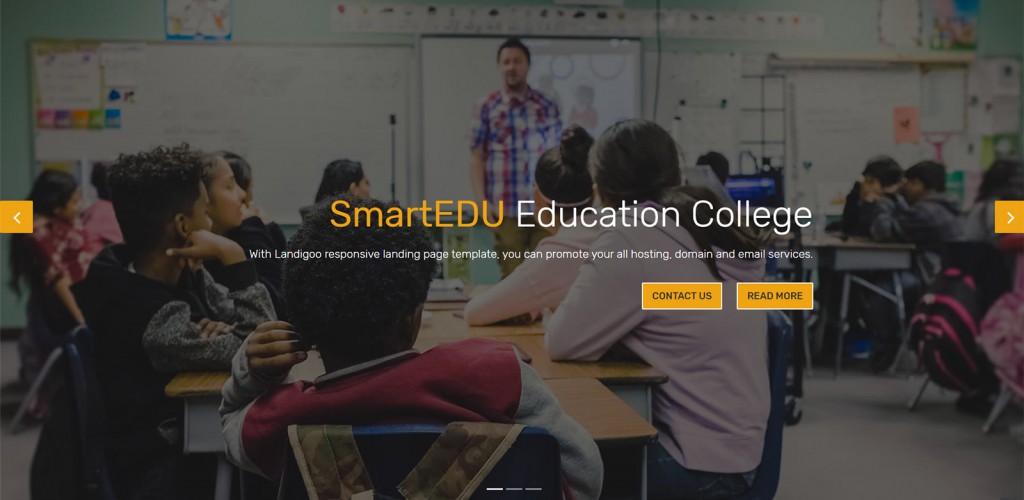 SmartEDU Education College
With Landigoo responsive landing page template, you can promote your all hosting, domain and email services.
CONTACT US
READ MORE